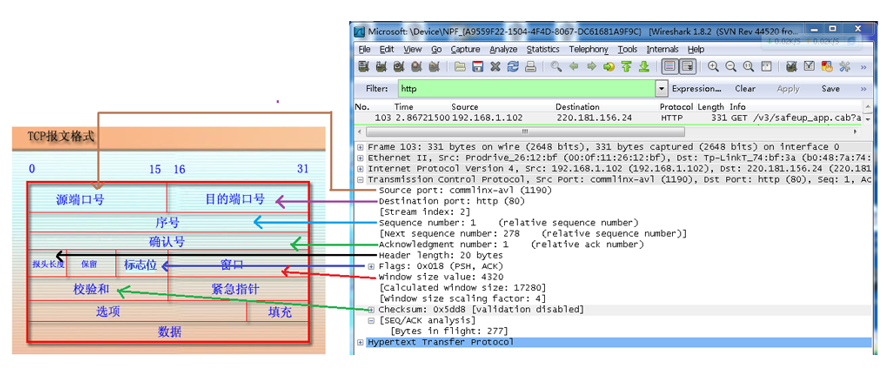 TCP报文格式
0 15 16 31
源端口号 目的端口号
序号
确认号
报头长度 保留 标志位 窗口
校验和 紧急指针
选项 填充
数据
Microsoft: \Device\NPF_{A9559F22-1504-4F4D-8067-DC61681A9F9C} [Wireshark 1.8.2 (SVN Rev 44520 fro...
File Edit View Go Capture Analyze Statistics Telephony Tools Internals Help
Filter: http Expression... Clear Apply Save
No. Time Source Destination Protocol Length Info
103 2.86721500 192.168.1.102 220.181.156.24 HTTP 331 GET /v3/safeup_app.cab?a
Frame 103: 331 bytes on wire (2648 bits), 331 bytes captured (2648 bits) on interface 0
Ethernet II, Src: Prodrive_26:12:bf (00:0f:11:26:12:bf), Dst: Tp-LinkT_74:bf:3a (b0:48:7a:74:
Internet Protocol Version 4, Src: 192.168.1.102 (192.168.1.102), Dst: 220.181.156.24 (220.181
Transmission Control Protocol, Src Port: commlinx-avl (1190), Dst Port: http (80), Seq: 1, Ac
Source port: commlinx-avl (1190)
Destination port: http (80)
[Stream index: 2]
Sequence number: 1 (relative sequence number)
[Next sequence number: 278 (relative sequence number)]
Acknowledgment number: 1 (relative ack number)
Header length: 20 bytes
Flags: 0x018 (PSH, ACK)
Window size value: 4320
[Calculated window size: 17280]
[Window size scaling factor: 4]
Checksum: 0x5dd8 [validation disabled]
[SEQ/ACK analysis]
[Bytes in flight: 277]
Hypertext Transfer Protocol